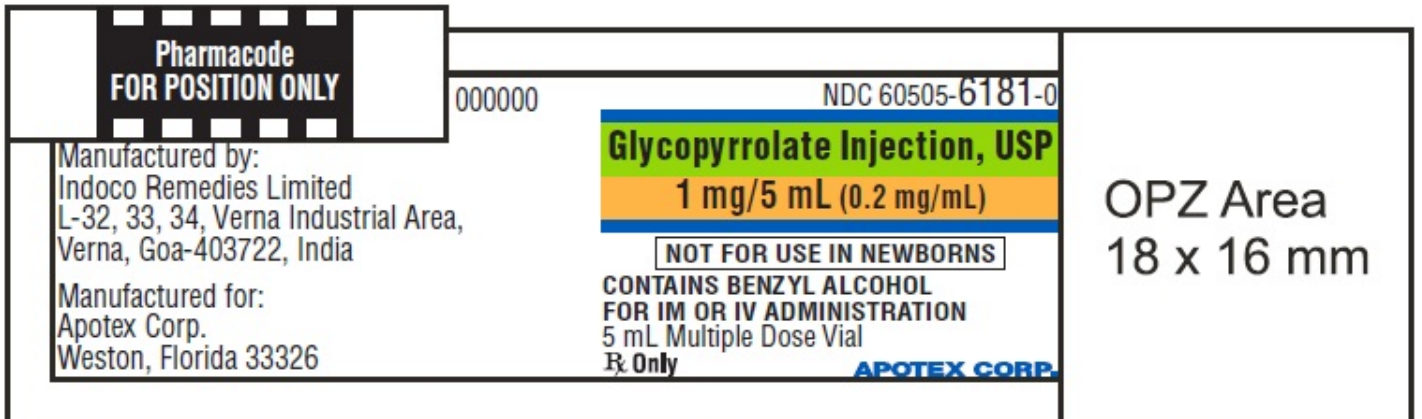 Pharmacode
FOR POSITION ONLY
000000
Manufactured by:
Indoco Remedies Limited
L-32, 33, 34, Verna Industrial Area,
Verna, Goa-403722, India
Manufactured for:
Apotex Corp.
Weston, Florida 33326
NDC 60505-6181-0
Glycopyrrolate Injection, USP
1 mg/5 mL (0.2 mg/mL)
NOT FOR USE IN NEWBORNS
CONTAINS BENZYL ALCOHOL
FOR IM OR IV ADMINISTRATION
5 mL Multiple Dose Vial
℞ Only
APOTEX CORP.
OPZ Area
18 x 16 mm